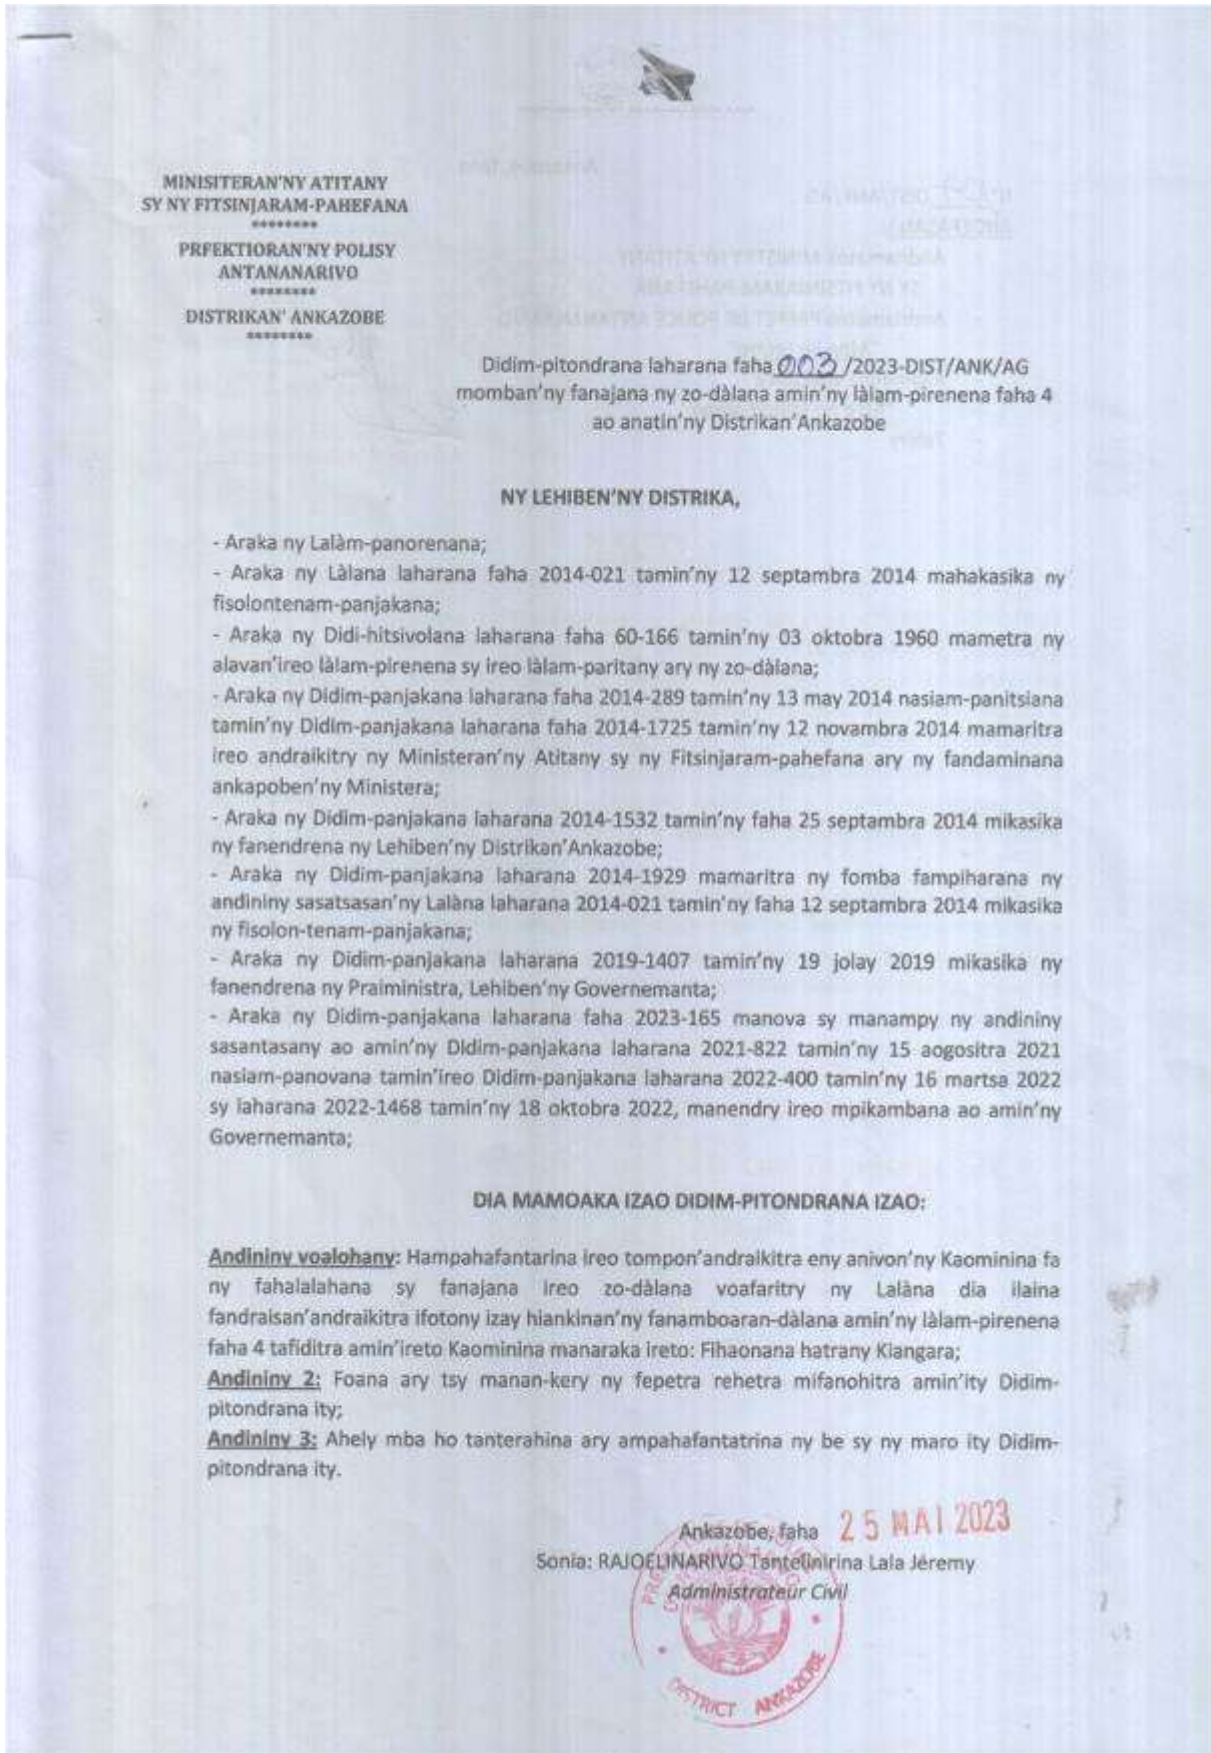 MINISITERAN'NY ATITANY
SY NY FITSINJARAM-PAHEFANA
********
PRFEKTIORAN'NY POLISY
ANTANANARIVO
********
DISTRIKAN' ANKAZOBE
********
Didim-pitondrana laharana faha 003 /2023-DIST/ANK/AG
momban'ny fanajana ny zo-dàlana amin'ny làlam-pirenena faha 4
ao anatin'ny Distrikan'Ankazobe
NY LEHIBEN'NY DISTRIKA,
- Araka ny Lalàm-panorenana;
- Araka ny Làlana laharana faha 2014-021 tamin'ny 12 septambra 2014 mahakasika ny
fisolontenam-panjakana;
- Araka ny Didi-hitsivolana laharana faha 60-166 tamin'ny 03 oktobra 1960 mametra ny
alavan'ireo làlam-pirenena sy ireo làlam-paritany ary ny zo-dàlana;
- Araka ny Didim-panjakana laharana faha 2014-289 tamin'ny 13 may 2014 nasiam-panitsiana
tamin'ny Didim-panjakana laharana faha 2014-1725 tamin'ny 12 novambra 2014 mamaritra
ireo andraikitry ny Ministeran'ny Atitany sy ny Fitsinjaram-pahefana ary ny fandaminana
ankapoben'ny Ministera;
- Araka ny Didim-panjakana laharana 2014-1532 tamin'ny faha 25 septambra 2014 mikasika
ny fanendrena ny Lehiben'ny Distrikan'Ankazobe;
- Araka ny Didim-panjakana laharana 2014-1929 mamaritra ny fomba fampiharana ny
andininy sasatsasan'ny Lalàna laharana 2014-021 tamin'ny faha 12 septambra 2014 mikasika
ny fisolon-tenam-panjakana;
- Araka ny Didim-panjakana laharana 2019-1407 tamin'ny 19 jolay 2019 mikasika ny
fanendrena ny Praiministra, Lehiben'ny Governemanta;
- Araka ny Didim-panjakana laharana faha 2023-165 manova sy manampy ny andininy
sasantasany ao amin'ny Didim-panjakana laharana 2021-822 tamin'ny 15 aogositra 2021
nasiam-panovana tamin'ireo Didim-panjakana laharana 2022-400 tamin'ny 16 martsa 2022
sy laharana 2022-1468 tamin'ny 18 oktobra 2022, manendry ireo mpikambana ao amin'ny
Governemanta;
DIA MAMOAKA IZAO DIDIM-PITONDRANA IZAO:
Andininy voalohany: Hampahafantarina ireo tompon'andraikitra eny anivon'ny Kaominina fa
ny fahalalahana sy fanajana ireo zo-dàlana voafaritry ny Lalàna dia ilaina
fandraisan'andraikitra ifotony izay hiankinan'ny fanamboaran-dàlana amin'ny làlam-pirenena
faha 4 tafiditra amin'ireto Kaominina manaraka ireto: Fihaonana hatrany Kiangara;
Andininy 2: Foana ary tsy manan-kery ny fepetra rehetra mifanohitra amin'ity Didim-
pitondrana ity;
Andininy 3: Ahely mba ho tanterahina ary ampahafantatrina ny be sy ny maro ity Didim-
pitondrana ity.
Ankazobe, faha 25 MAI 2023
Sonia: RAJOELINARIVO Tantelinirina Lala Jéremy
Administrateur Civil
DISTRICT ANKAZOBE